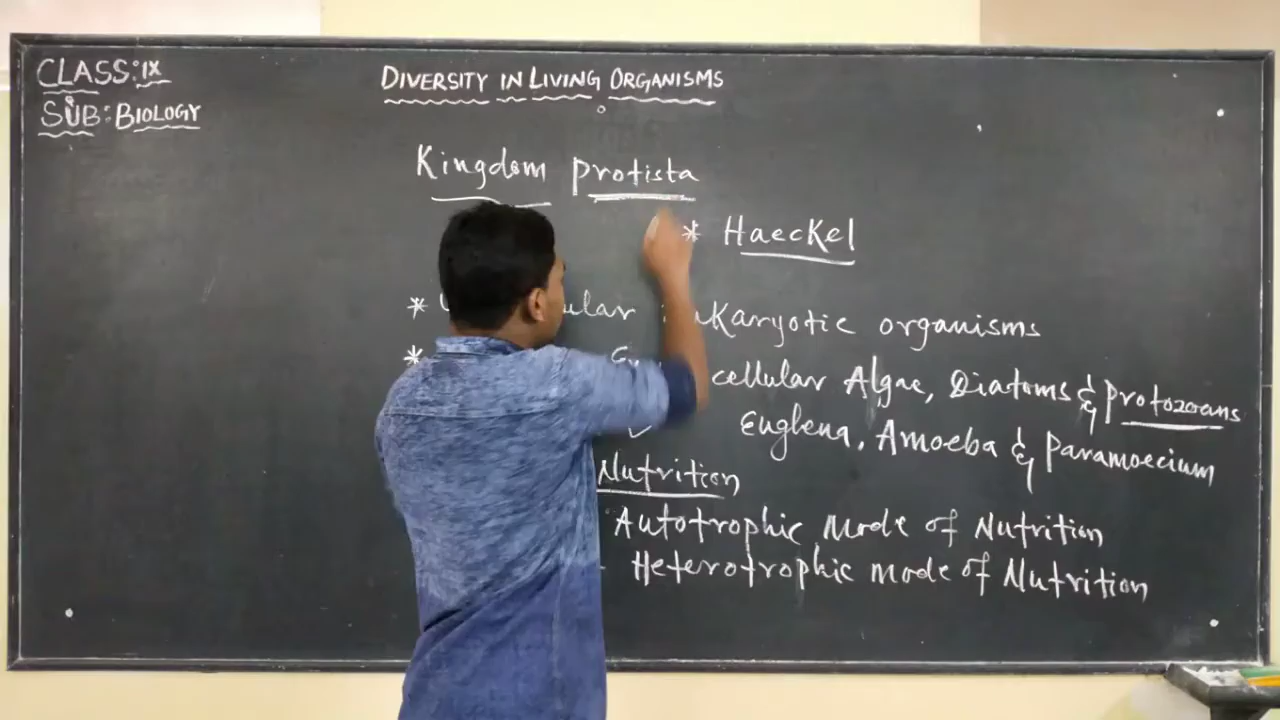 CLASS: IX
SUB: BIOLOGY
DIVERSITY IN LIVING ORGANISMS
Kingdom protista
* Haeckel
* ular Eukaryotic organisms
* cellular Algae, Diatoms & protozoans
Euglena, Amoeba & paramoecium
Nutrition
Autotrophic mode of Nutrition
- Heterotrophic mode of Nutrition